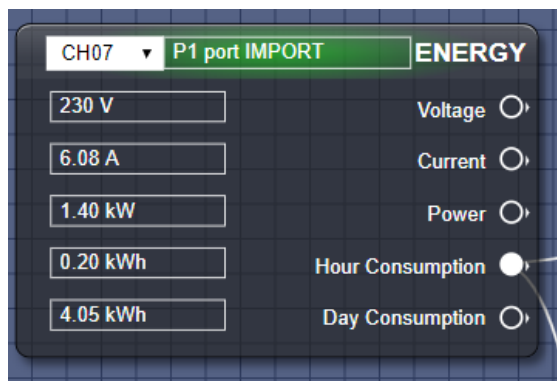 CH07 ▼ P1 port IMPORT ENERGY
230 V Voltage
6.08 A Current
1.40 kW Power
0.20 kWh Hour Consumption
4.05 kWh Day Consumption